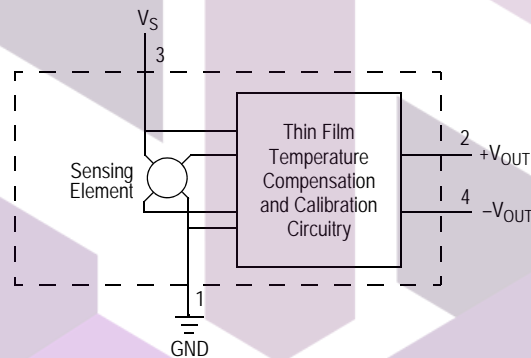 VS
3
Thin Film
Temperature
Compensation
and Calibration
Circuitry
Sensing
Element
2
+VOUT
4
–VOUT
1
GND